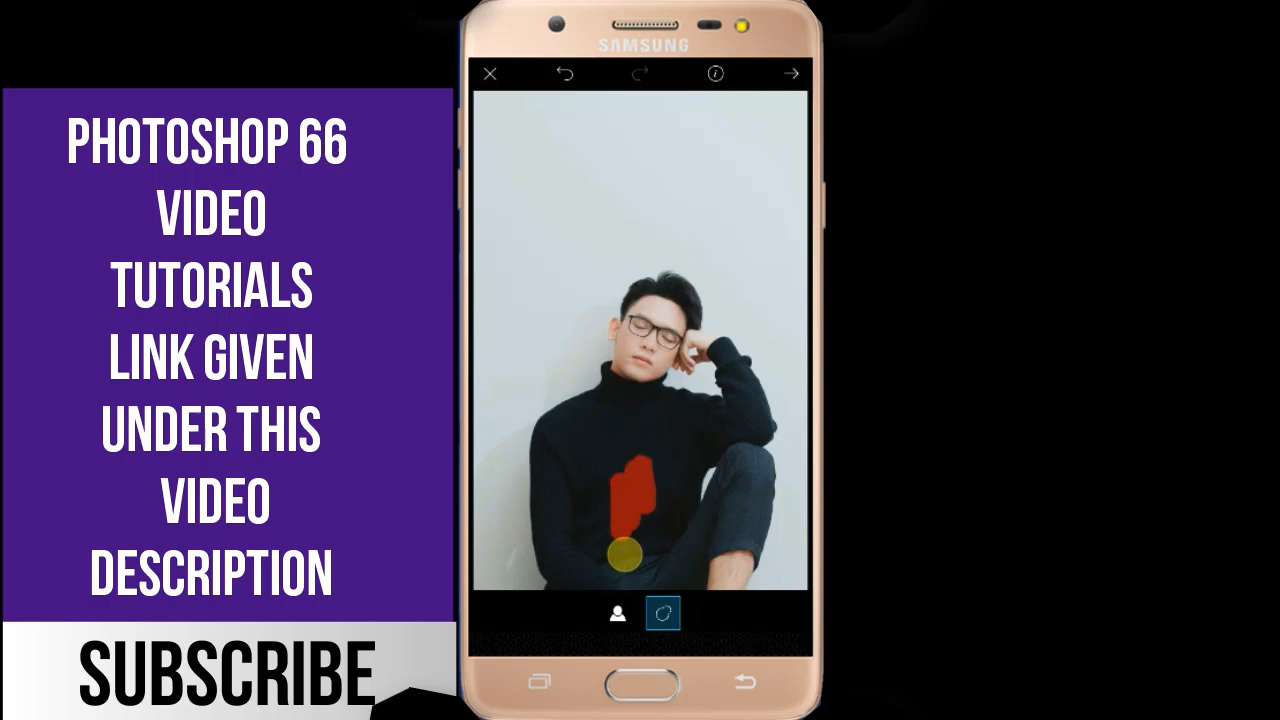 PHOTOSHOP 66
VIDEO
TUTORIALS
LINK GIVEN
UNDER THIS
VIDEO
DESCRIPTION
SUBSCRIBE
SAMSUNG